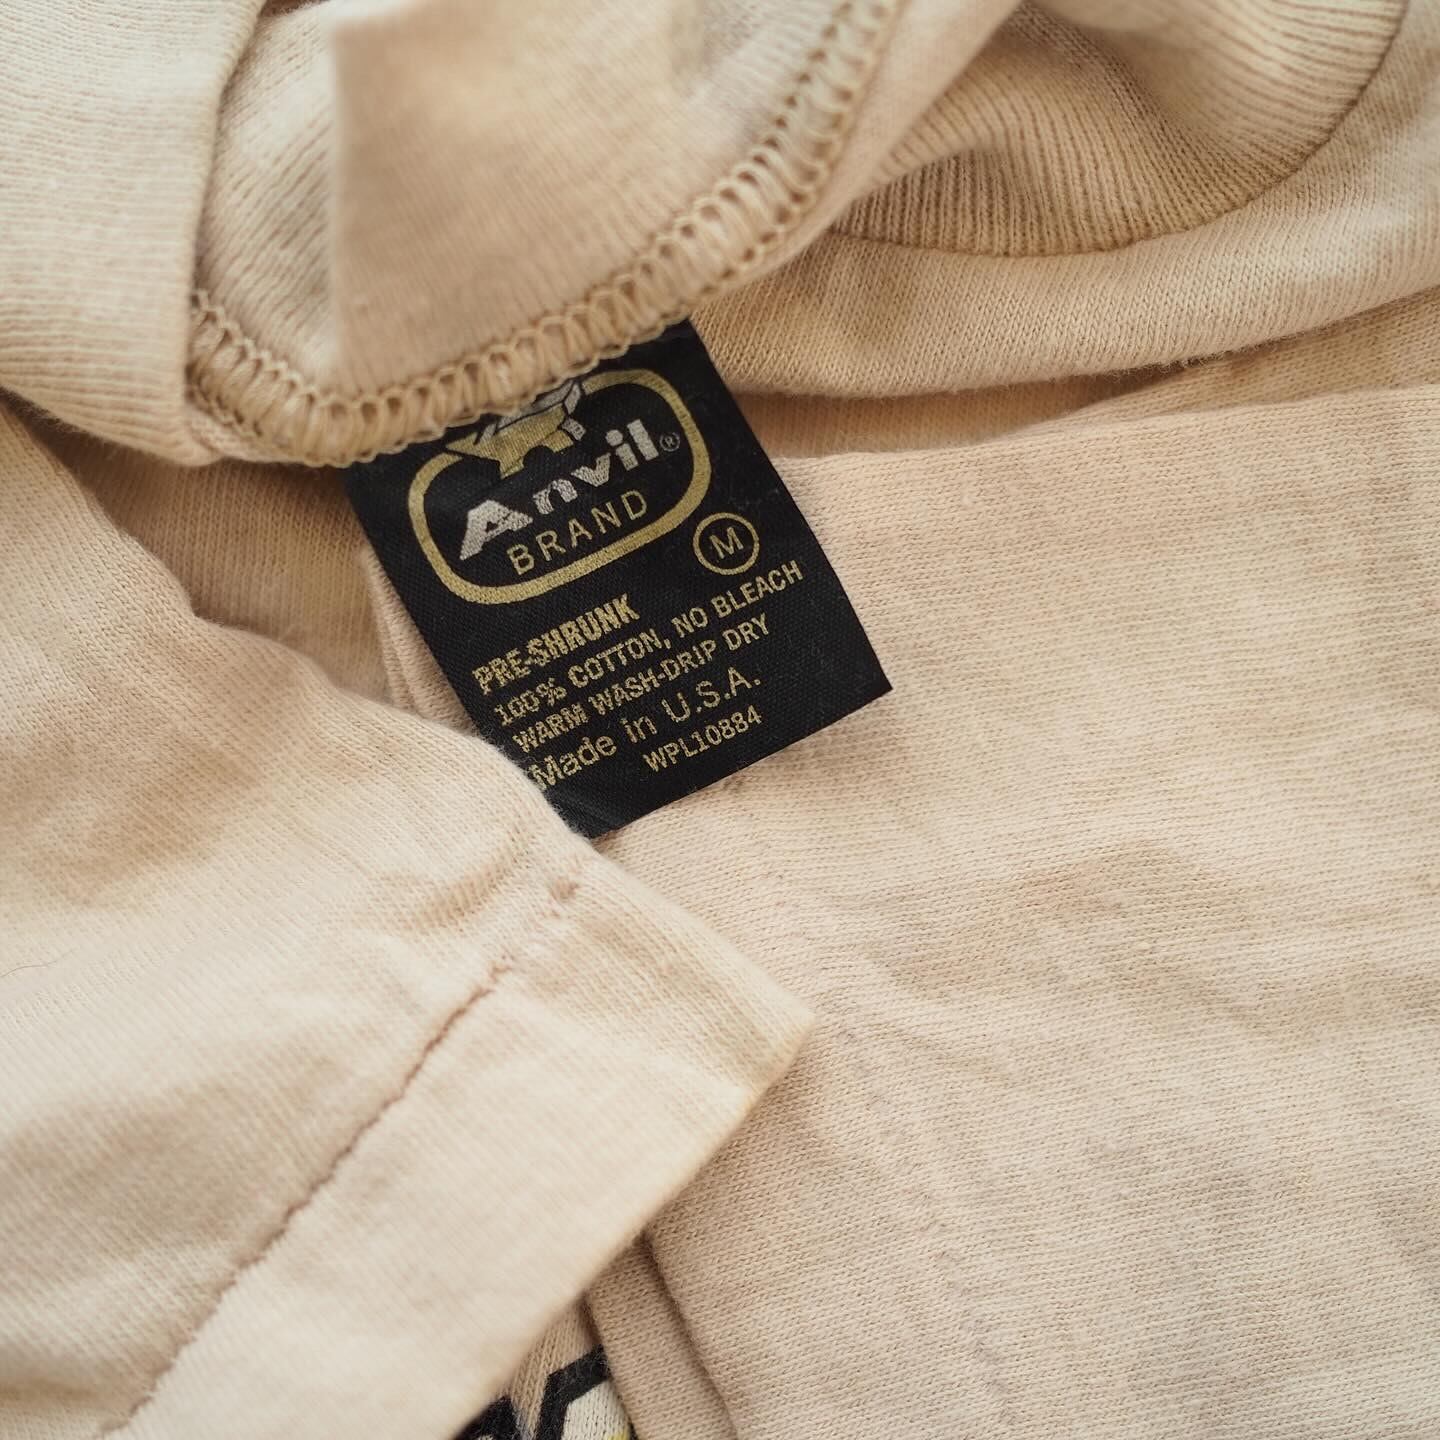 Anvil®
BRAND
M
PRE-SHRUNK
100% COTTON, NO BLEACH
WARM WASH-DRIP DRY
Made in U.S.A.
WPL10884